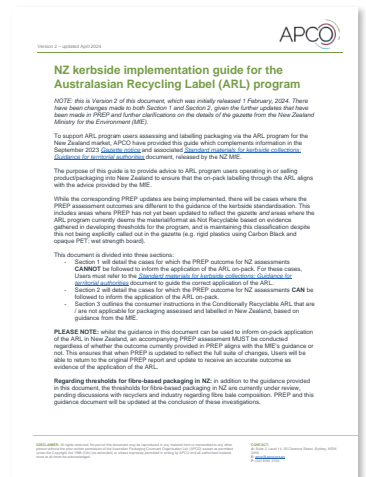 APCO
Version 2 – updated April 2024
NZ kerbside implementation guide for the
Australasian Recycling Label (ARL) program
NOTE: this is Version 2 of this document, which was initially released 1 February, 2024. There
have been changes made to both Section 1 and Section 2, given the further updates that have
been made in PREP and further clarifications on the details of the gazette from the New Zealand
Ministry for the Environment (MfE).
To support ARL program users assessing and labelling packaging via the ARL program for the
New Zealand market, APCO have provided this guide which complements information in the
September 2023 Gazette notice and associated Standard materials for kerbside collections:
Guidance for territorial authorities document, released by the NZ MfE.
The purpose of this guide is to provide advice to ARL program users operating in or selling
product/packaging into New Zealand to ensure that the on-pack labelling through the ARL aligns
with the advice provided by the MfE.
While the corresponding PREP updates are being implemented, there will be cases where the
PREP assessment outcomes are different to the guidance of the kerbside standardisation. This
includes areas where PREP has not yet been updated to reflect the gazette and areas where the
ARL program currently deems the material/format as Not Recyclable based on evidence
gathered in developing thresholds for the program, and is maintaining this classification despite
this not being explicitly called out in the gazette (e.g. rigid plastics using Carbon Black and
opaque PET; wet strength board).
This document is divided into three sections:
- Section 1 will detail the cases for which the PREP outcome for NZ assessments
CANNOT be followed to inform the application of the ARL on-pack. For these cases,
Users must refer to the Standard materials for kerbside collections: Guidance for
territorial authorities document to guide the correct application of the ARL.
- Section 2 will detail the cases for which the PREP outcome for NZ assessments CAN be
followed to inform the application of the ARL on-pack.
- Section 3 outlines the consumer instructions in the Conditionally Recyclable ARL that are
/ are not applicable for packaging assessed and labelled in New Zealand, based on
guidance from the MfE.
PLEASE NOTE: whilst the guidance in this document can be used to inform on-pack application
of the ARL in New Zealand, an accompanying PREP assessment MUST be conducted
regardless of whether the outcome currently provided in PREP aligns with the MfE's guidance or
not. This ensures that when PREP is updated to reflect the full suite of changes, Users will be
able to return to the original PREP report and update to receive an accurate outcome as
evidence of the application of the ARL.
Regarding thresholds for fibre-based packaging in NZ: in addition to the guidance provided
in this document, the thresholds for fibre-based packaging in NZ are currently under review,
pending discussions with recyclers and industry regarding fibre bale composition. PREP and this
guidance document will be updated at the conclusion of these investigations.
DISCLAIMER:
CONTACT: